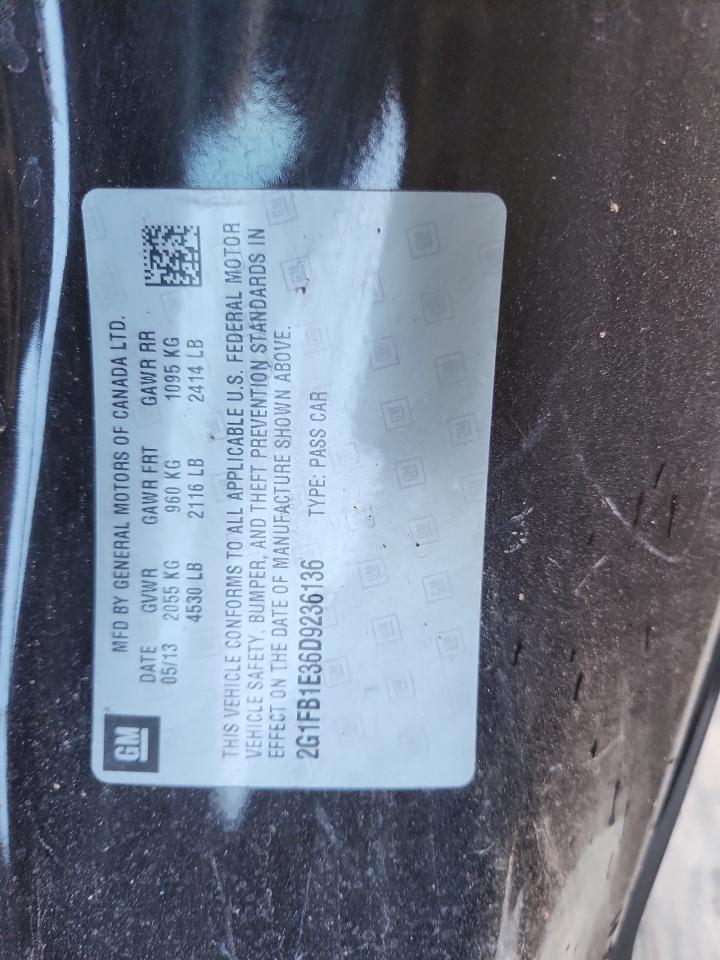 GM
MFD BY GENERAL MOTORS OF CANADA LTD.
DATE GVWR GAWR FRT GAWR RR
05/13 2055 KG 960 KG 1095 KG
4530 LB 2116 LB 2414 LB
THIS VEHICLE CONFORMS TO ALL APPLICABLE U.S. FEDERAL MOTOR
VEHICLE SAFETY, BUMPER, AND THEFT PREVENTION STANDARDS IN
EFFECT ON THE DATE OF MANUFACTURE SHOWN ABOVE.
2G1FB1E36D9236136 TYPE: PASS CAR